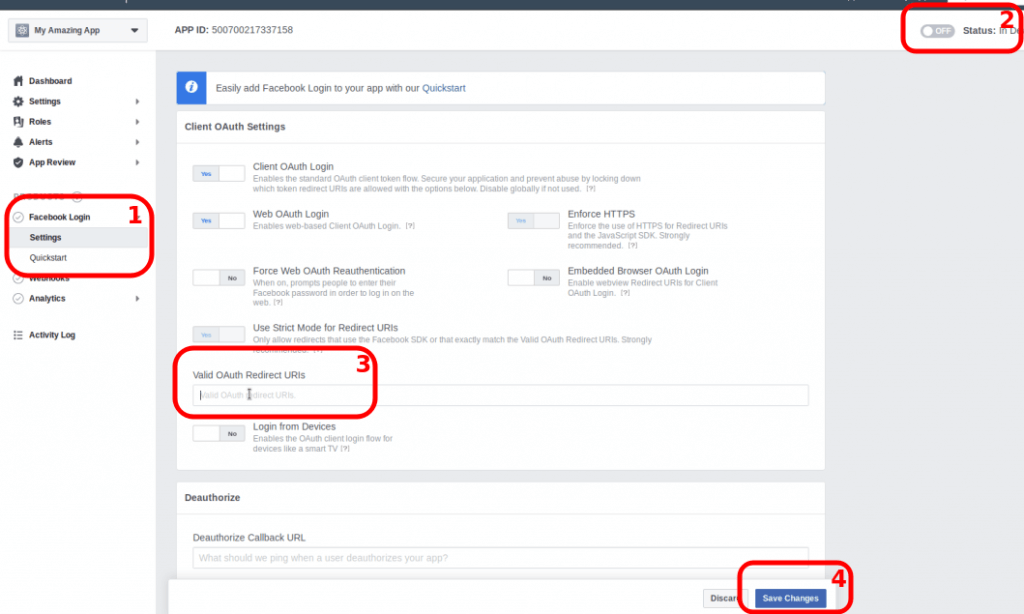 My Amazing App
APP ID: 500700217337158
OFF
Status: In De
2
Dashboard
Settings
Roles
Alerts
App Review
PRODUCTS
Facebook Login
1
Settings
Quickstart
Webhooks
Analytics
Activity Log
Easily add Facebook Login to your app with our Quickstart
Client OAuth Settings
Yes
Client OAuth Login
Enables the standard OAuth client token flow. Secure your application and prevent abuse by locking down
which token redirect URIs are allowed with the options below. Disable globally if not used. [?]
Yes
Web OAuth Login
Enables web-based Client OAuth Login. [?]
Yes
Enforce HTTPS
Enforce the use of HTTPS for Redirect URIs
and the JavaScript SDK. Strongly
recommended. [?]
No
Force Web OAuth Reauthentication
When on, prompts people to enter their
Facebook password in order to log in on the
web. [?]
No
Embedded Browser OAuth Login
Enable webview Redirect URIs for Client
OAuth Login. [?]
Yes
Use Strict Mode for Redirect URIs
Only allow redirects that use the Facebook SDK or that exactly match the Valid OAuth Redirect URIs. Strongly
recommended. [?]
3
Valid OAuth Redirect URIs
Valid OAuth redirect URIs.
No
Login from Devices
Enables the OAuth client login flow for
devices like a smart TV [?]
Deauthorize
Deauthorize Callback URL
What should we ping when a user deauthorizes your app?
4
Discard
Save Changes